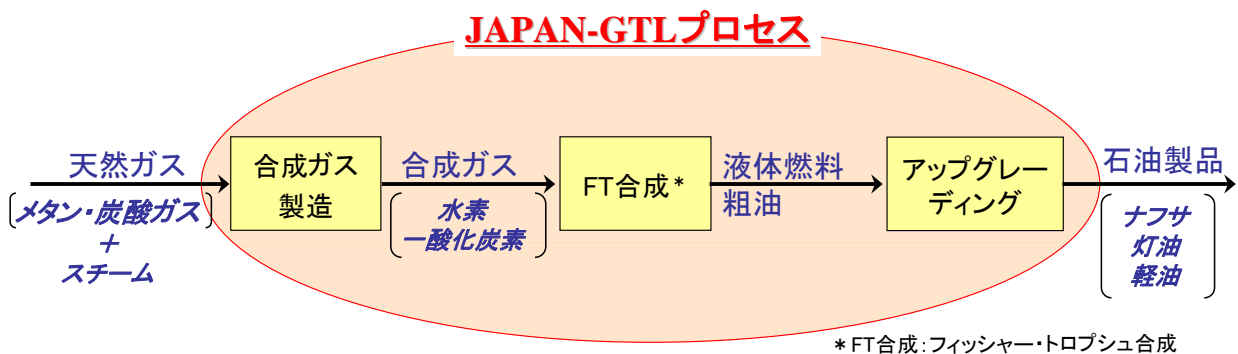 JAPAN-GTLプロセス
天然ガス
メタン・炭酸ガス
+
スチーム
合成ガス
製造
合成ガス
水素
一酸化炭素
FT合成*
液体燃料
粗油
アップグレー
ディング
石油製品
ナフサ
灯油
軽油
*FT合成:フィッシャー・トロプシュ合成